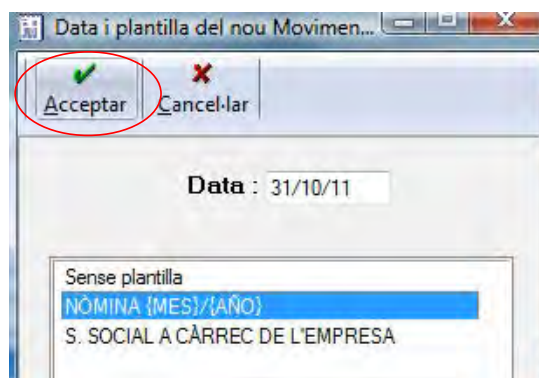 Data i plantilla del nou Movimen...
Acceptar Cancel·lar
Data : 31/10/11
Sense plantilla
NÒMINA {MES}/{AÑO}
S. SOCIAL A CÀRREC DE L'EMPRESA